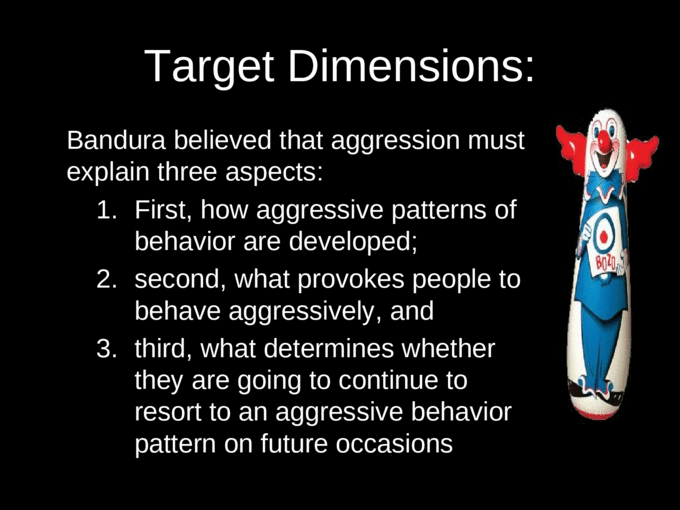 Target Dimensions:
Bandura believed that aggression must
explain three aspects:
1. First, how aggressive patterns of
behavior are developed;
2. second, what provokes people to
behave aggressively, and
3. third, what determines whether
they are going to continue to
resort to an aggressive behavior
pattern on future occasions
BOZO